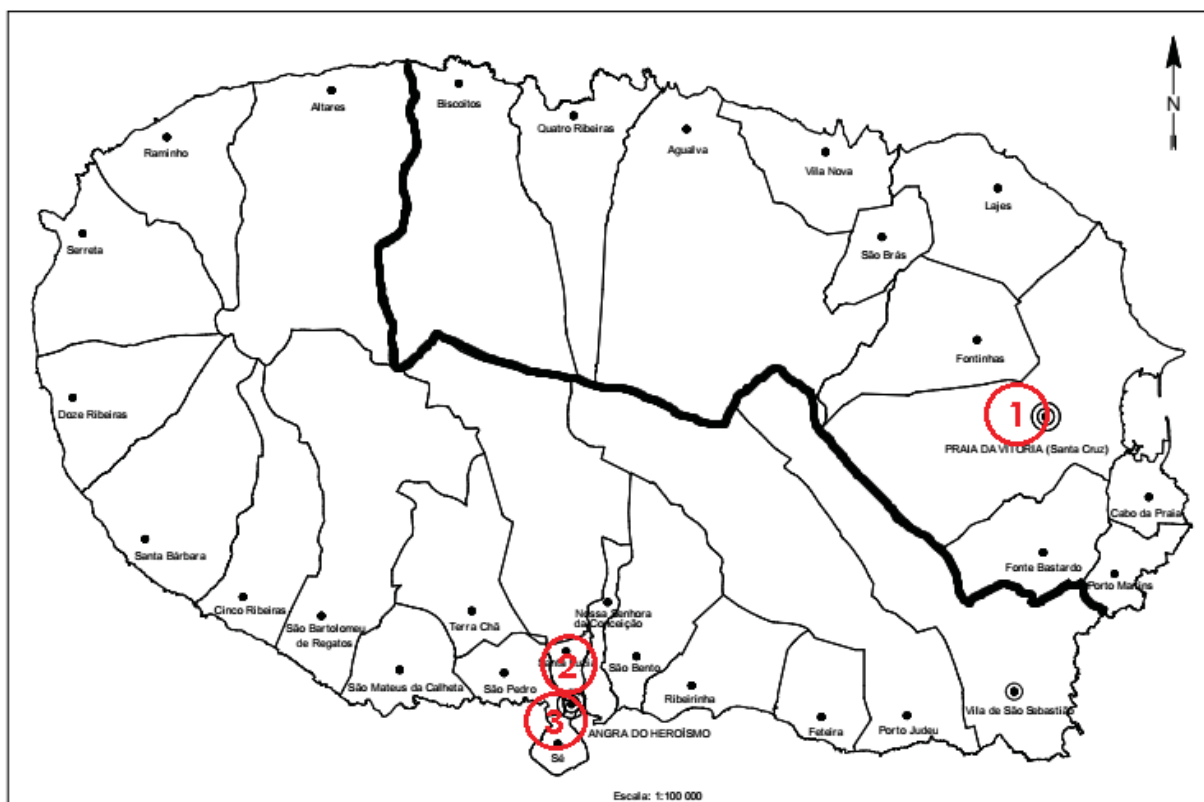 N
Altares
Biscoitos
Quatro Ribeiras
Agualva
Raminho
Vila Nova
Lajes
Serreta
São Brás
Fontinhas
Doze Ribeiras
1
PRAIA DA VITORIA (Santa Cruz)
Cabo da Praia
Santa Bárbara
Fonte Bastardo
Porto Martins
Cinco Ribeiras
São Bartolomeu
de Regatos
Terra Chã
Nossa Senhora
da Conceição
2
São Bento
São Mateus da Calheta
São Pedro
Ribeirinha
Vila de São Sebastião
3
ANGRA DO HEROÍSMO
Feteira
Porto Judeu
Sé
Escala: 1:100 000